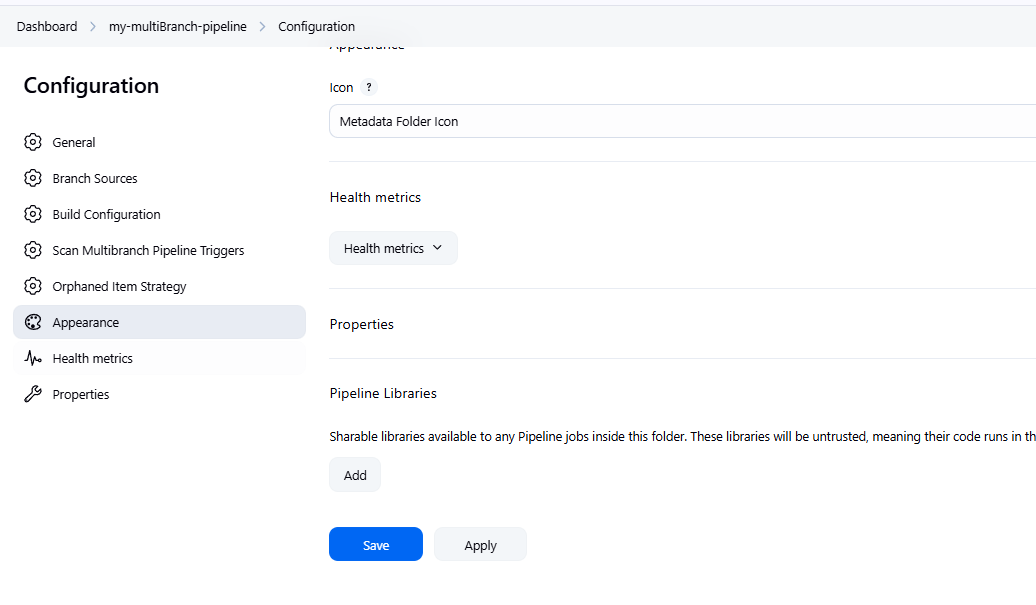 Dashboard > my-multiBranch-pipeline > Configuration
Configuration
General
Branch Sources
Build Configuration
Scan Multibranch Pipeline Triggers
Orphaned Item Strategy
Appearance
Health metrics
Properties
Appearance
Icon ?
Metadata Folder Icon
Health metrics
Health metrics
Properties
Pipeline Libraries
Sharable libraries available to any Pipeline jobs inside this folder. These libraries will be untrusted, meaning their code runs in th
Add
Save Apply